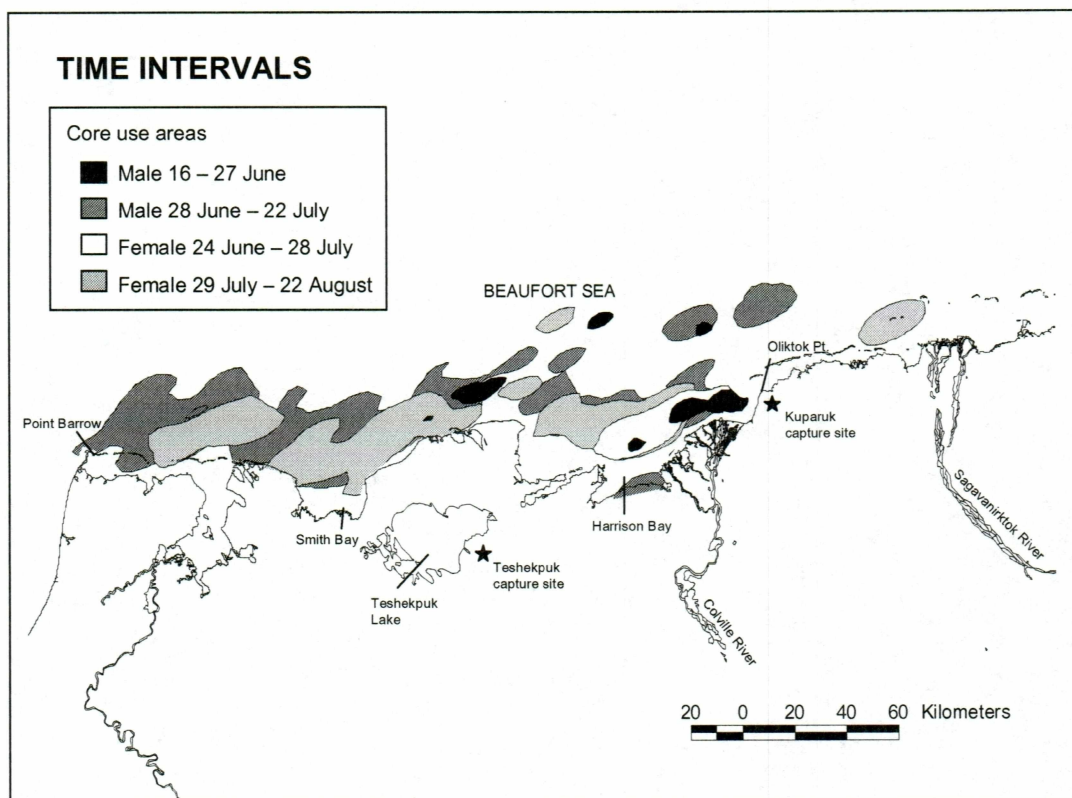 TIME INTERVALS
Core use areas
Male 16 – 27 June
Male 28 June – 22 July
Female 24 June – 28 July
Female 29 July – 22 August
BEAUFORT SEA
Oliktok Pt.
Point Barrow
Kuparuk
capture site
Smith Bay
Harrison Bay
Sagavanirktok River
Teshekpuk
capture site
Teshekpuk
Lake
Colville River
20 0 20 40 60 Kilometers